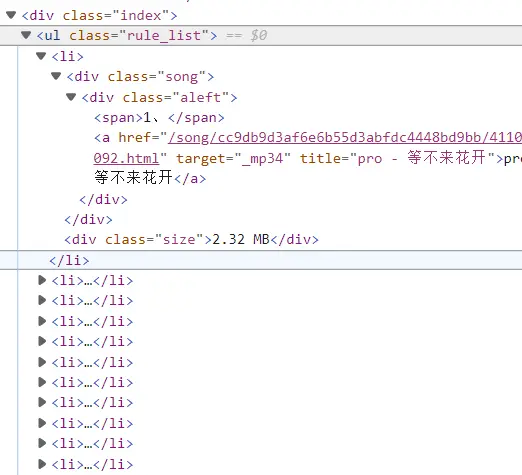 <div class="index">
<ul class="rule_list"> == $0
<li>
<div class="song">
<div class="aleft">
<span>1、</span>
<a href="/song/cc9db9d3af6e6b55d3abfdc4448bd9bb/4110
092.html" target="_mp34" title="pro - 等不来花开">pro
等不来花开</a>
</div>
</div>
<div class="size">2.32 MB</div>
</li>
<li>…</li>
<li>…</li>
<li>…</li>
<li>…</li>
<li>…</li>
<li>…</li>
<li>…</li>
<li>…</li>
<li>…</li>
<li>…</li>